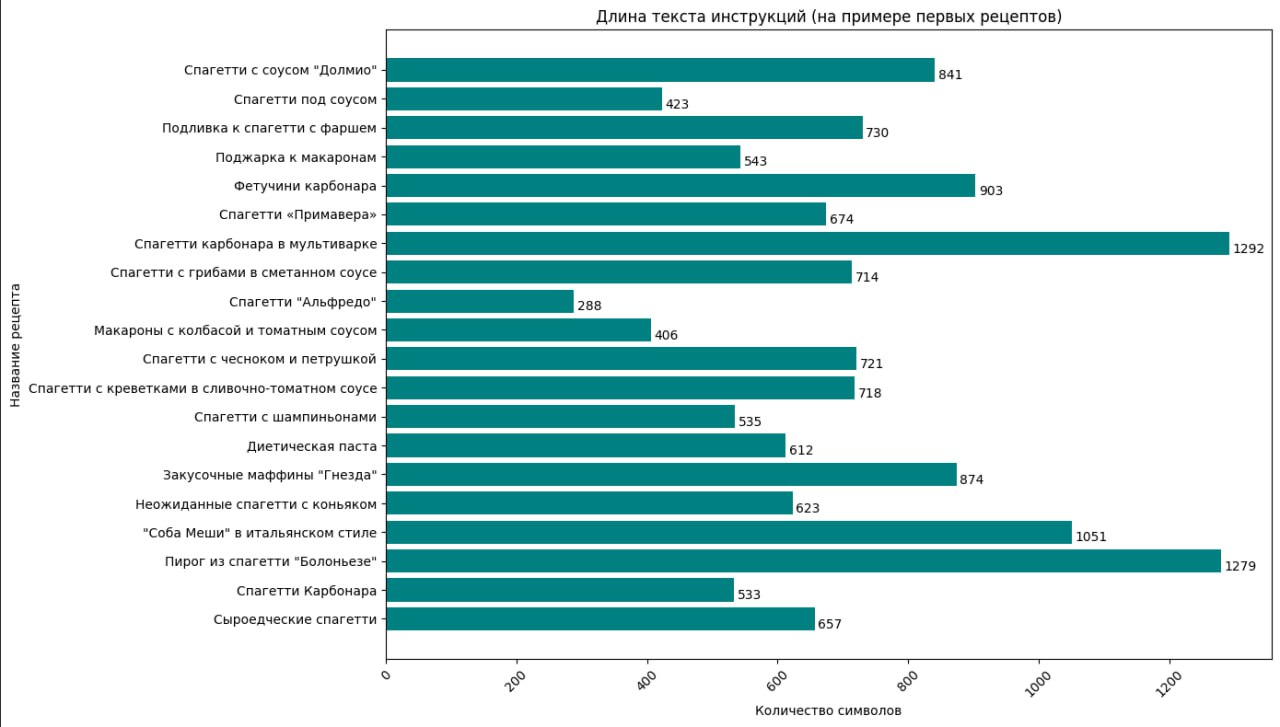 Длина текста инструкций (на примере первых рецептов)
Название рецепта
Спагетти с соусом "Долмио" 841
Спагетти под соусом 423
Подливка к спагетти с фаршем 730
Поджарка к макаронам 543
Фетучини карбонара 903
Спагетти «Примавера» 674
Спагетти карбонара в мультиварке 1292
Спагетти с грибами в сметанном соусе 714
Спагетти "Альфредо" 288
Макароны с колбасой и томатным соусом 406
Спагетти с чесноком и петрушкой 721
Спагетти с креветками в сливочно-томатном соусе 718
Спагетти с шампиньонами 535
Диетическая паста 612
Закусочные маффины "Гнезда" 874
Неожиданные спагетти с коньяком 623
"Соба Меши" в итальянском стиле 1051
Пирог из спагетти "Болоньезе" 1279
Спагетти Карбонара 533
Сыроедческие спагетти 657
0 200 400 600 800 1000 1200
Количество символов